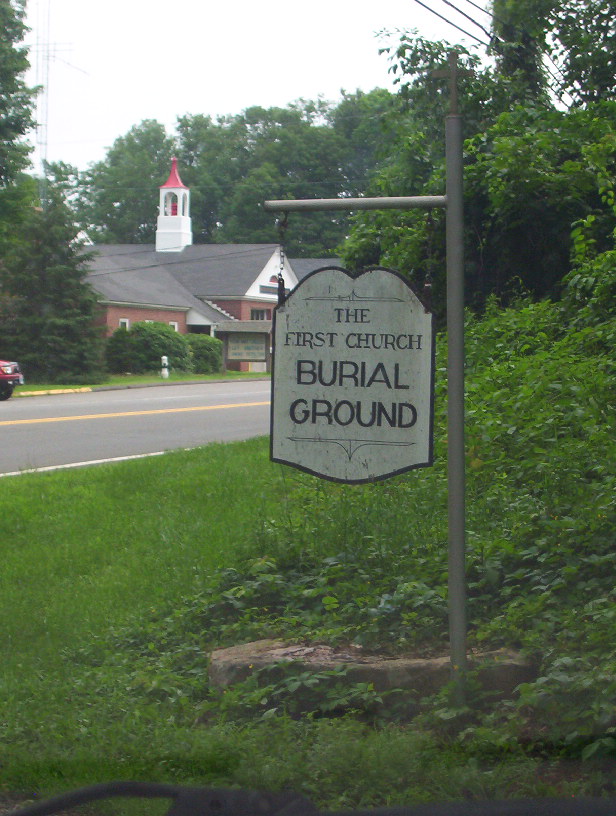 THE
FIRST CHURCH
BURIAL
GROUND